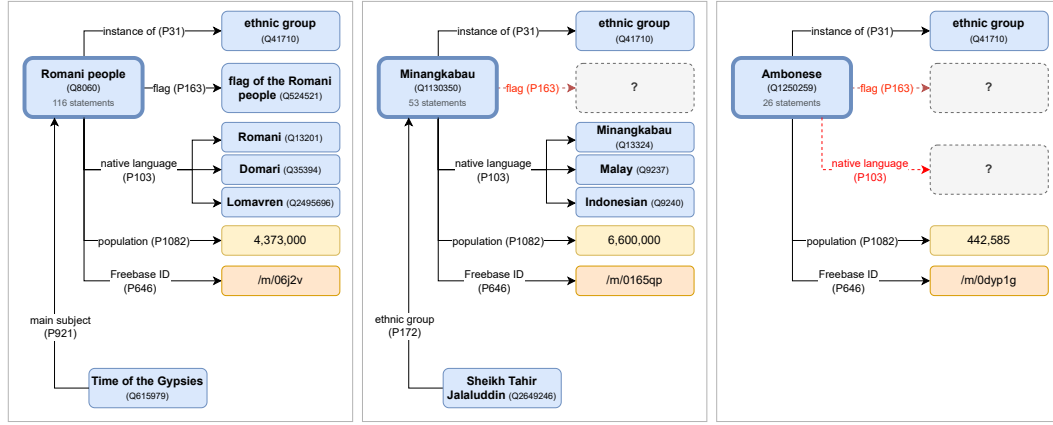 instance of (P31)
ethnic group
(Q41710)
Romani people
(Q8060)
116 statements
flag (P163)
flag of the Romani
people (Q524521)
native language
(P103)
Romani (Q13201)
Domari (Q35394)
Lomavren (Q2495696)
population (P1082)
4,373,000
Freebase ID
(P646)
/m/06j2v
main subject
(P921)
Time of the Gypsies
(Q615979)
instance of (P31)
ethnic group
(Q41710)
Minangkabau
(Q1130350)
53 statements
flag (P163)
?
native language
(P103)
Minangkabau
(Q13324)
Malay (Q9237)
Indonesian (Q9240)
population (P1082)
6,600,000
Freebase ID
(P646)
/m/0165qp
ethnic group
(P172)
Sheikh Tahir
Jalaluddin (Q2649246)
instance of (P31)
ethnic group
(Q41710)
Ambonese
(Q1250259)
26 statements
flag (P163)
?
native language
(P103)
?
population (P1082)
442,585
Freebase ID
(P646)
/m/0dyp1g